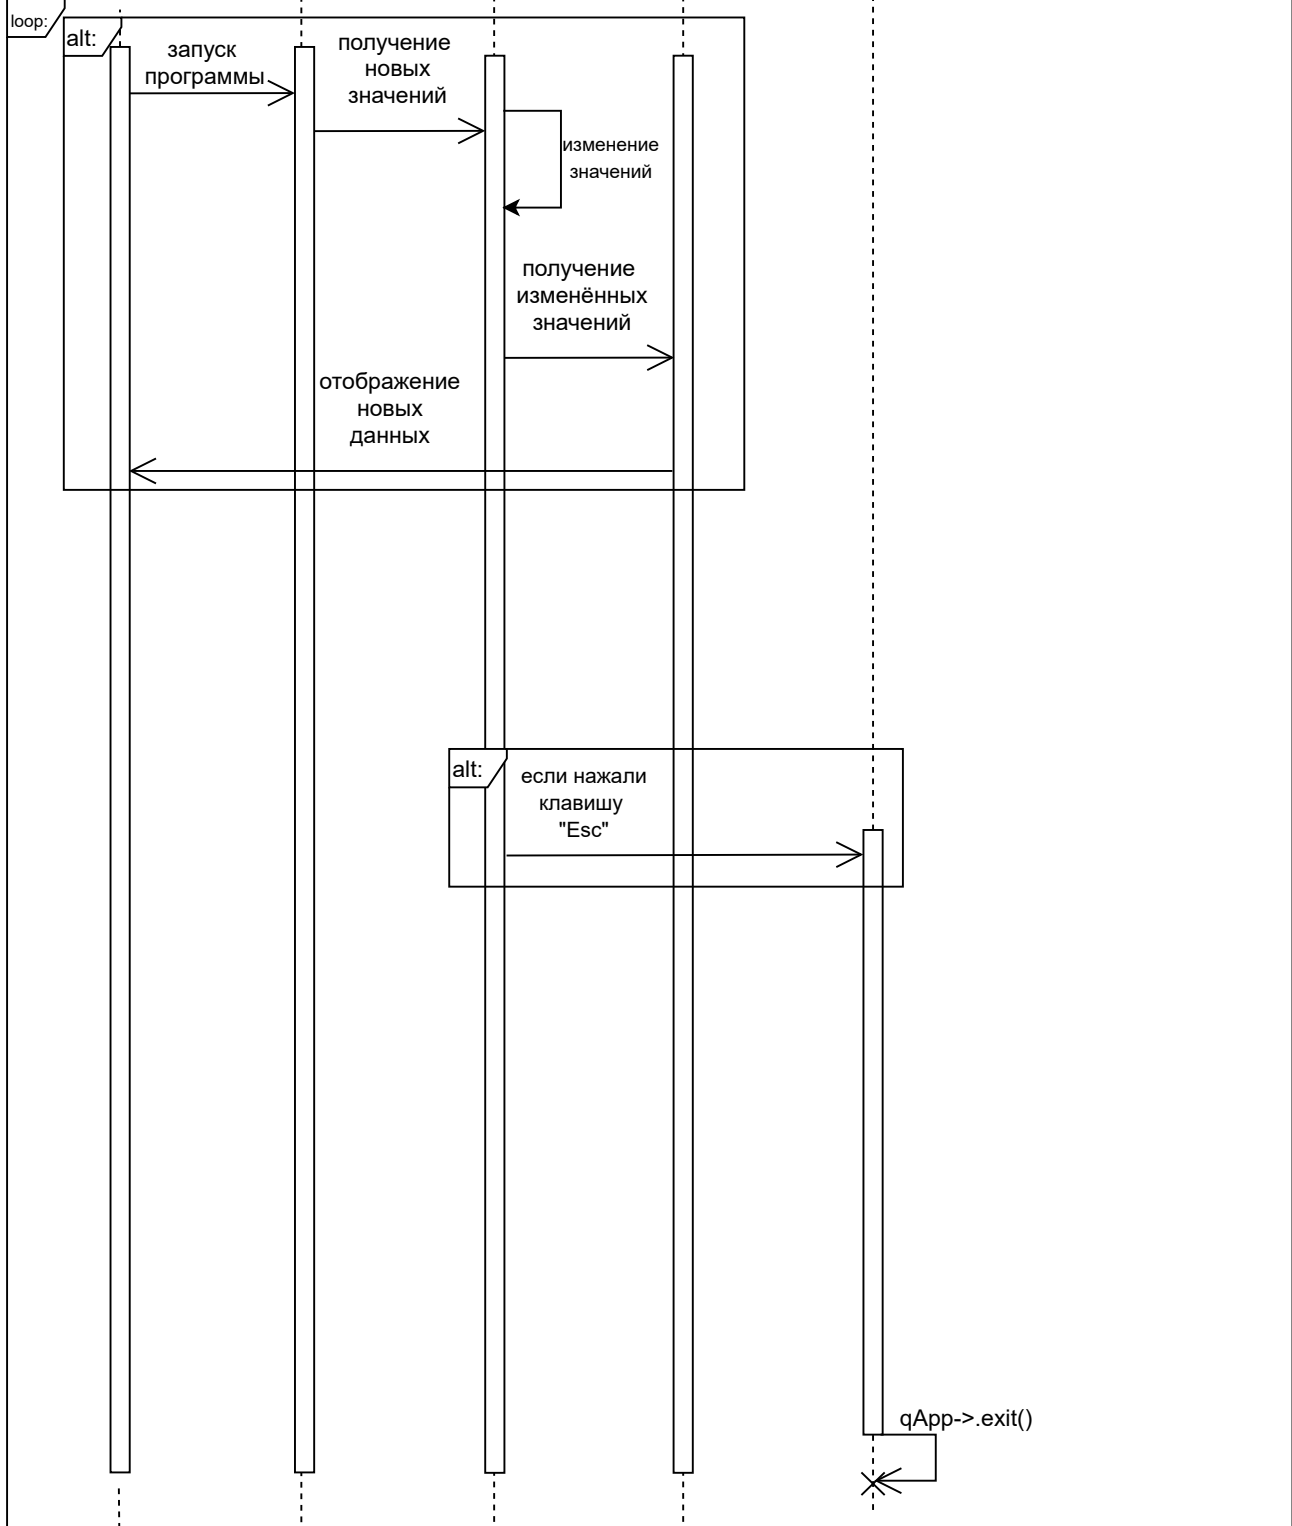 loop:
alt:
запуск
программы
получение
новых
значений
изменение
значений
получение
изменённых
значений
отображение
новых
данных
alt:
если нажали
клавишу
"Esc"
qApp->.exit()